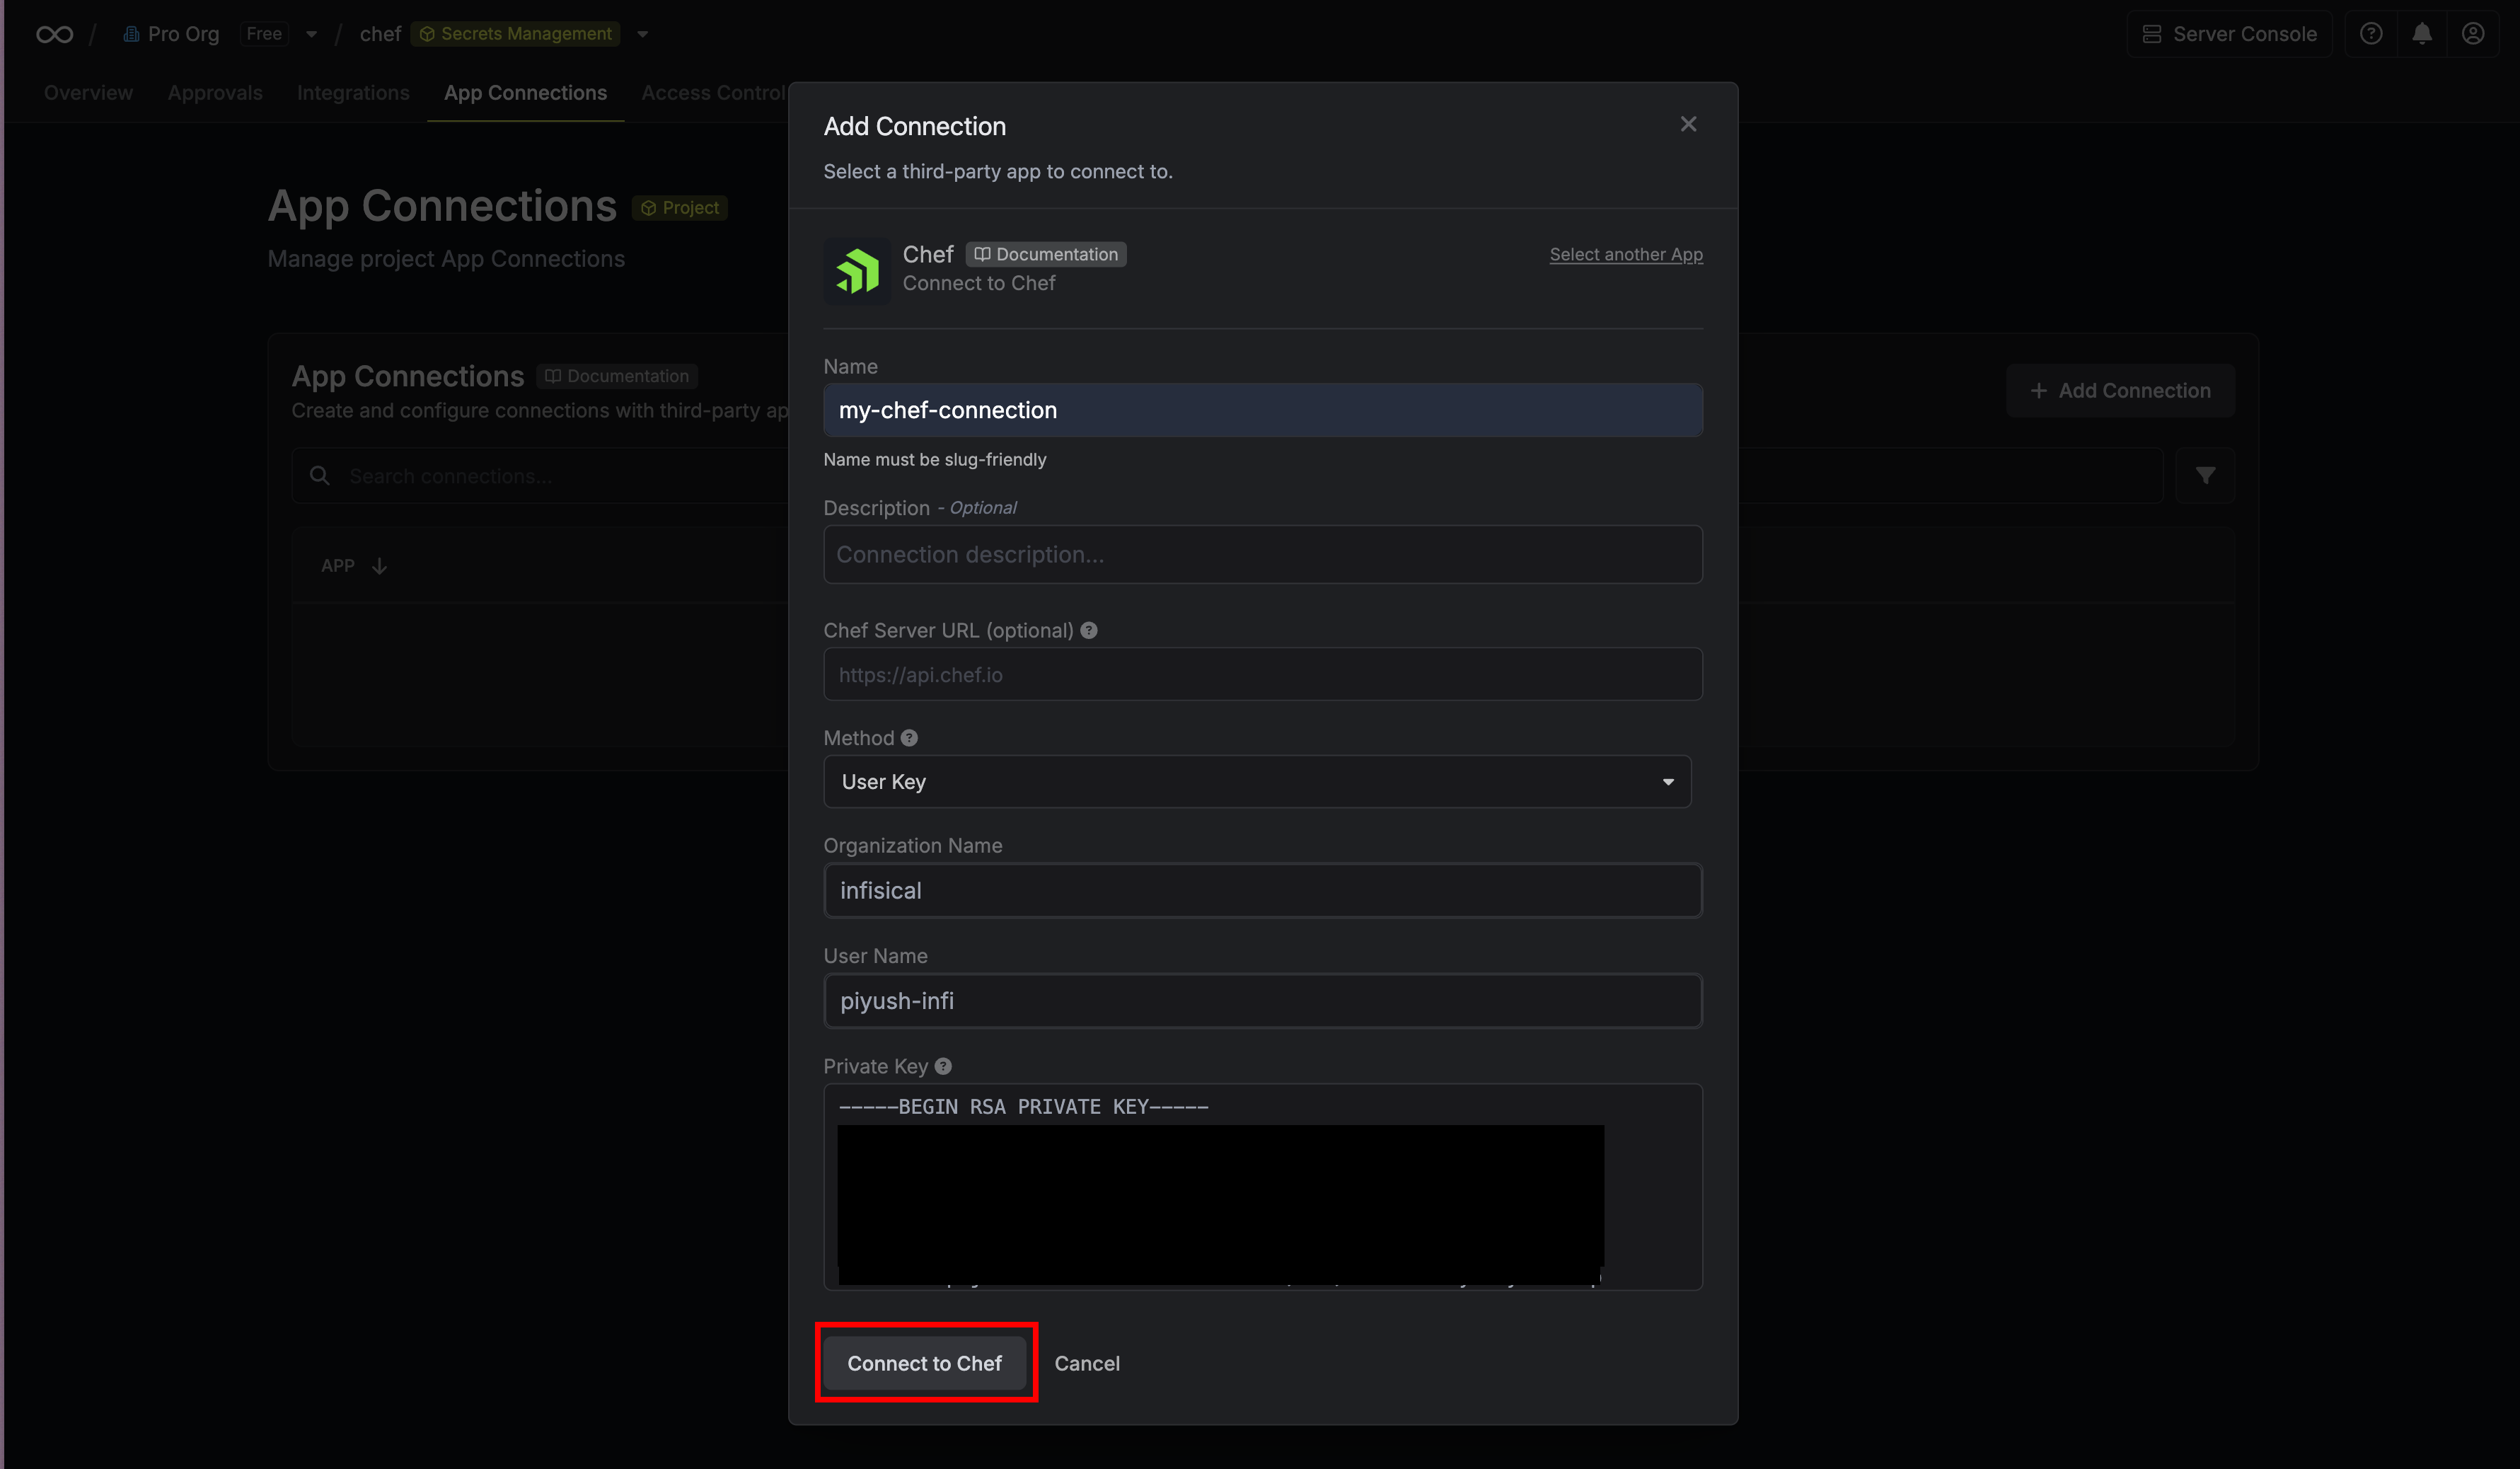 / Pro Org Free / chef Secrets Management Server Console
Overview Approvals Integrations App Connections Access Control
Add Connection
Select a third-party app to connect to.
App Connections Project
Manage project App Connections
Chef Documentation Select another App
Connect to Chef
App Connections Documentation
Create and configure connections with third-party ap
+ Add Connection
Search connections...
APP
Name
my-chef-connection
Name must be slug-friendly
Description - Optional
Connection description...
Chef Server URL (optional) ?
https://api.chef.io
Method ?
User Key
Organization Name
infisical
User Name
piyush-infi
Private Key ?
-----BEGIN RSA PRIVATE KEY-----
Connect to Chef Cancel